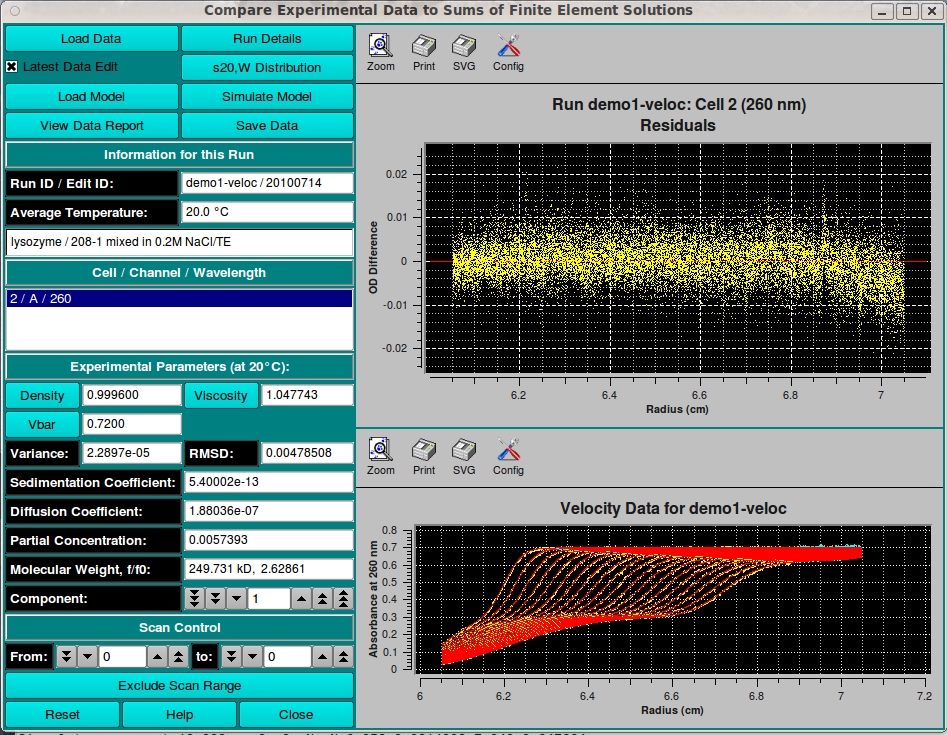 Compare Experimental Data to Sums of Finite Element Solutions
Load Data
Run Details
Latest Data Edit
s20,W Distribution
Load Model
Simulate Model
View Data Report
Save Data
Information for this Run
Run ID / Edit ID:
demo1-veloc / 20100714
Average Temperature:
20.0 °C
lysozyme / 208-1 mixed in 0.2M NaCl/TE
Cell / Channel / Wavelength
2 / A / 260
Experimental Parameters (at 20°C):
Density
0.999600
Viscosity
1.047743
Vbar
0.7200
Variance:
2.2897e-05
RMSD:
0.00478508
Sedimentation Coefficient:
5.40002e-13
Diffusion Coefficient:
1.88036e-07
Partial Concentration:
0.0057393
Molecular Weight, f/f0:
249.731 kD, 2.62861
Component:
1
Scan Control
From:
0
to:
0
Exclude Scan Range
Reset
Help
Close
Zoom
Print
SVG
Config
Run demo1-veloc: Cell 2 (260 nm)
Residuals
OD Difference
0.02
0.01
0
-0.01
-0.02
6.2
6.4
6.6
6.8
7
Radius (cm)
Zoom
Print
SVG
Config
Velocity Data for demo1-veloc
Absorbance at 260 nm
0.8
0.7
0.6
0.5
0.4
0.3
0.2
0.1
0
6
6.2
6.4
6.6
6.8
7
7.2
Radius (cm)